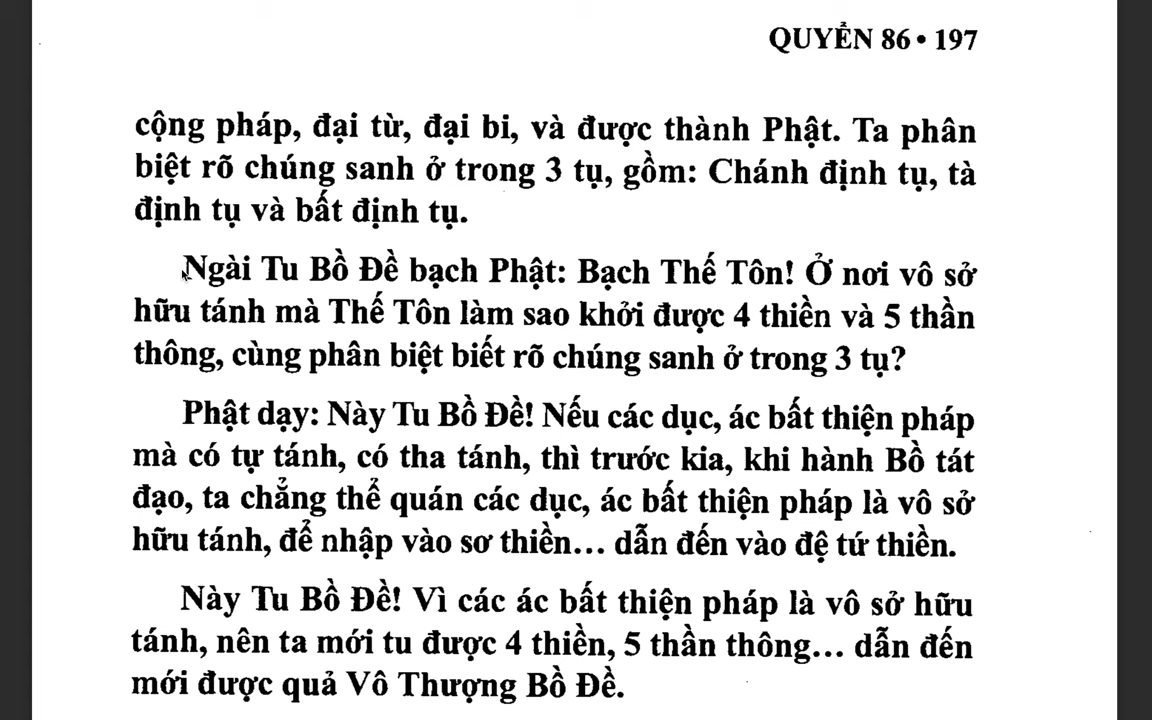 QUYỂN 86 • 197
cộng pháp, đại từ, đại bi, và được thành Phật. Ta phân
biệt rõ chúng sanh ở trong 3 tụ, gồm: Chánh định tụ, tà
định tụ và bất định tụ.
Ngài Tu Bồ Đề bạch Phật: Bạch Thế Tôn! Ở nơi vô sở
hữu tánh mà Thế Tôn làm sao khởi được 4 thiền và 5 thần
thông, cùng phân biệt biết rõ chúng sanh ở trong 3 tụ?
Phật dạy: Này Tu Bồ Đề! Nếu các dục, ác bất thiện pháp
mà có tự tánh, có tha tánh, thì trước kia, khi hành Bồ tát
đạo, ta chẳng thể quán các dục, ác bất thiện pháp là vô sở
hữu tánh, để nhập vào sơ thiền... dẫn đến vào đệ tứ thiền.
Này Tu Bồ Đề! Vì các ác bất thiện pháp là vô sở hữu
tánh, nên ta mới tu được 4 thiền, 5 thần thông... dẫn đến
mới được quả Vô Thượng Bồ Đề.